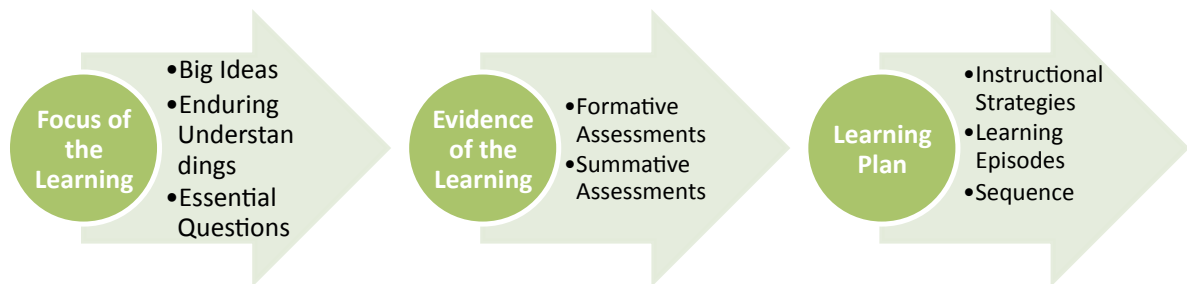 Focus of
the
Learning
•Big Ideas
•Enduring
Understan
dings
•Essential
Questions
Evidence
of the
Learning
•Formative
Assessments
•Summative
Assessments
Learning
Plan
•Instructional
Strategies
•Learning
Episodes
•Sequence